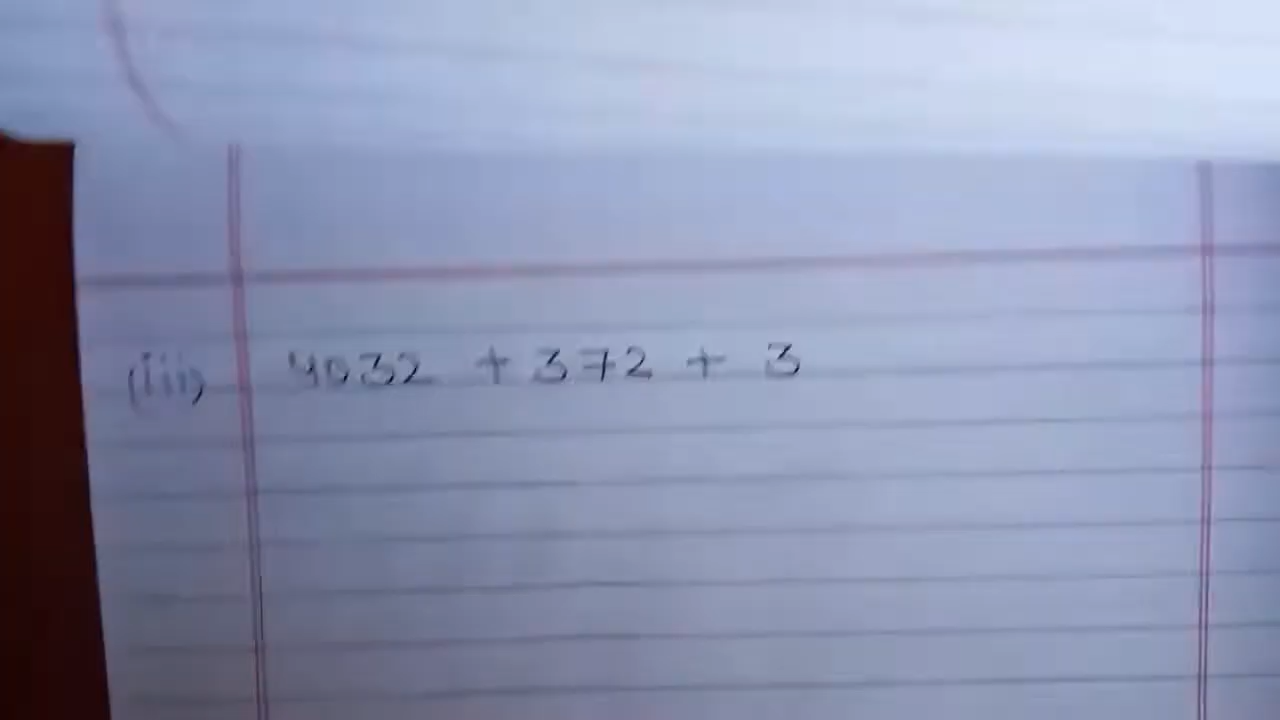 (iii) 4032 + 372 + 3